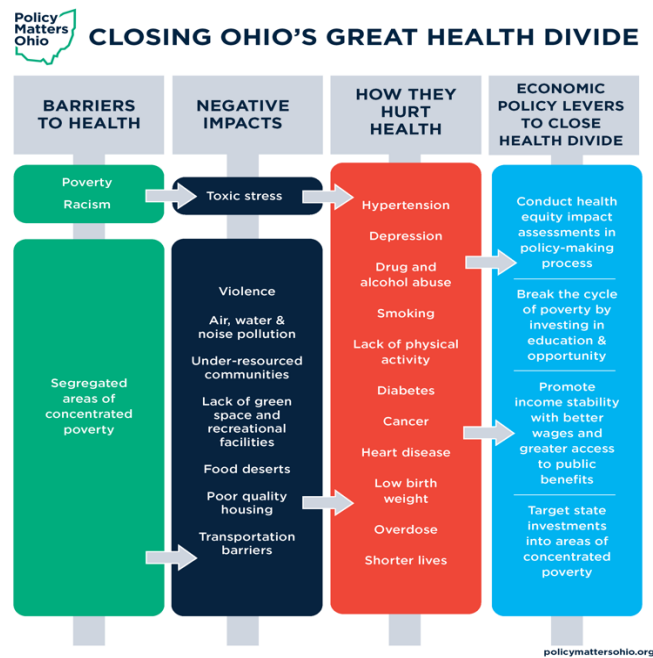 Policy
Matters
Ohio
CLOSING OHIO'S GREAT HEALTH DIVIDE
BARRIERS
TO HEALTH
Poverty
Racism
Segregated
areas of
concentrated
poverty
NEGATIVE
IMPACTS
Toxic stress
Violence
Air, water &
noise pollution
Under-resourced
communities
Lack of green
space and
recreational
facilities
Food deserts
Poor quality
housing
Transportation
barriers
HOW THEY
HURT
HEALTH
Hypertension
Depression
Drug and
alcohol abuse
Smoking
Lack of physical
activity
Diabetes
Cancer
Heart disease
Low birth
weight
Overdose
Shorter lives
ECONOMIC
POLICY LEVERS
TO CLOSE
HEALTH DIVIDE
Conduct health
equity impact
assessments in
policy-making
process
Break the cycle
of poverty by
investing in
education &
opportunity
Promote
income stability
with better
wages and
greater access
to public
benefits
Target state
investments
into areas of
concentrated
poverty
policymattersohio.org